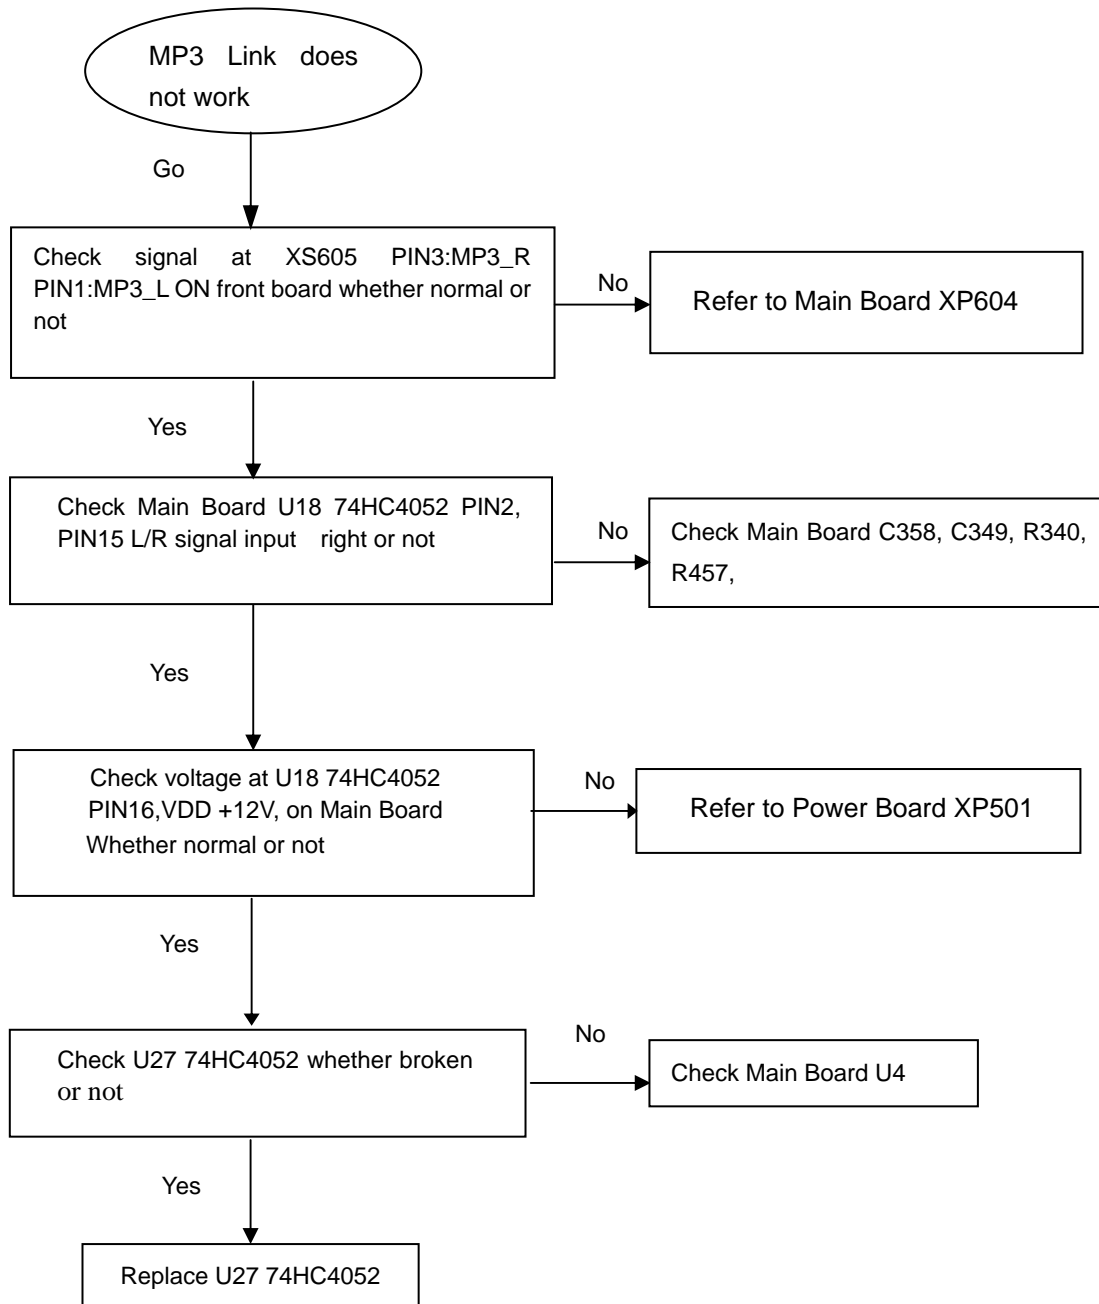 MP3 Link does
not work
Go
Check signal at XS605 PIN3:MP3_R
PIN1:MP3_L ON front board whether normal or
not
No
Refer to Main Board XP604
Yes
Check Main Board U18 74HC4052 PIN2,
PIN15 L/R signal input right or not
No
Check Main Board C358, C349, R340,
R457,
Yes
Check voltage at U18 74HC4052
PIN16,VDD +12V, on Main Board
Whether normal or not
No
Refer to Power Board XP501
Yes
Check U27 74HC4052 whether broken
or not
No
Check Main Board U4
Yes
Replace U27 74HC4052